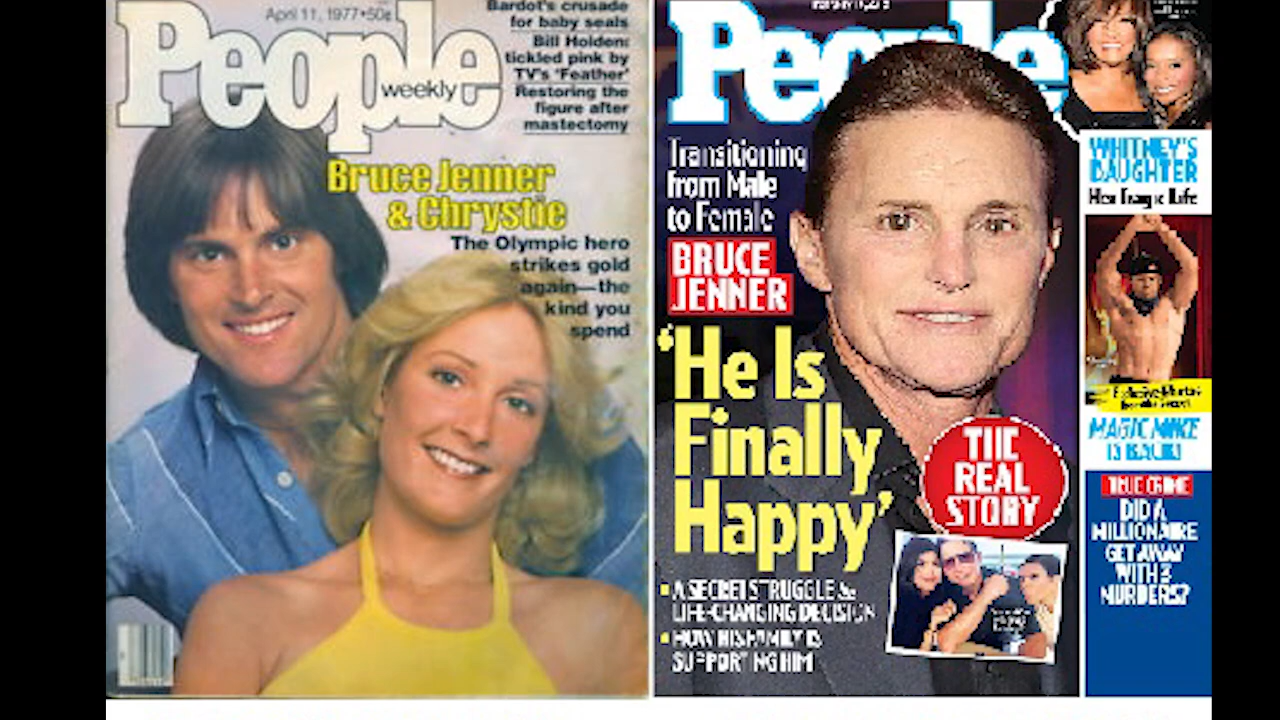 April 11, 1977•50¢
People
weekly
Bardot's crusade
for baby seals
Bill Holden:
tickled pink by
TV's 'Feather'
Restoring the
figure after
mastectomy
Bruce Jenner
& Chrystie
The Olympic hero
strikes gold
again—the
kind you
spend
People
Transitioning
from Male
to Female
BRUCE
JENNER
'He Is
Finally
Happy'
THE
REAL
STORY
A SECRET STRUGGLE &
LIFE-CHANGING DECISION
HOW HIS FAMILY IS
SUPPORTING HIM
WHITNEY'S
DAUGHTER
Her Tragic Life
MAGIC MIKE
IS BACK!
TRUE CRIME
DID A
MILLIONAIRE
GET AWAY
WITH 3
MURDERS?